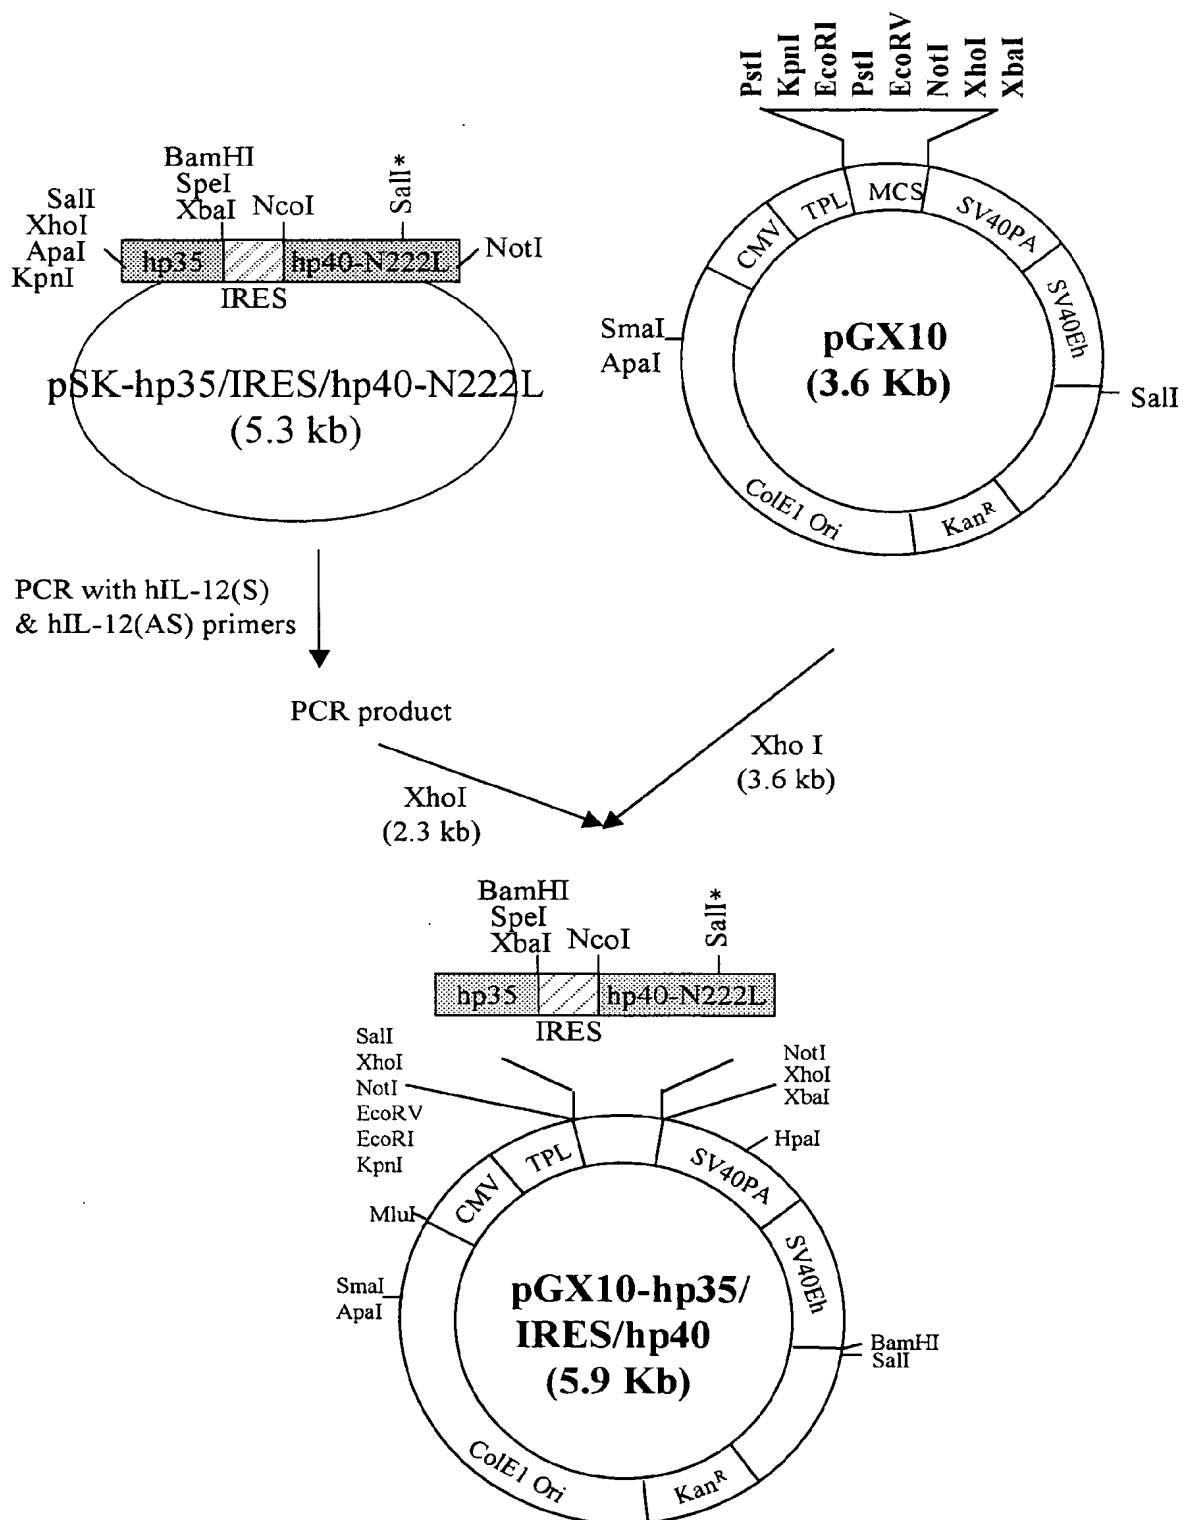 PstI
KpnI
EcoRI
PstI
EcoRV
NotI
XhoI
XbaI
BamHI
SpeI
XbaI
NcoI
SalI*
SalI
XhoI
ApaI
KpnI
hp35
hp40-N222L
NotI
IRES
pSK-hp35/IRES/hp40-N222L
(5.3 kb)
CMV
TPL
MCS
SV40PA
SV40Eh
SmaI
ApaI
pGX10
(3.6 Kb)
SalI
ColE1 Ori
KanR
PCR with hIL-12(S)
& hIL-12(AS) primers
PCR product
XhoI
(2.3 kb)
Xho I
(3.6 kb)
BamHI
SpeI
XbaI
NcoI
SalI*
hp35
hp40-N222L
IRES
SalI
XhoI
NotI
EcoRV
EcoRI
KpnI
NotI
XhoI
XbaI
HpaI
MluI
CMV
TPL
SV40PA
SV40Eh
SmaI
ApaI
pGX10-hp35/
IRES/hp40
(5.9 Kb)
BamHI
SalI
ColE1 Ori
KanR